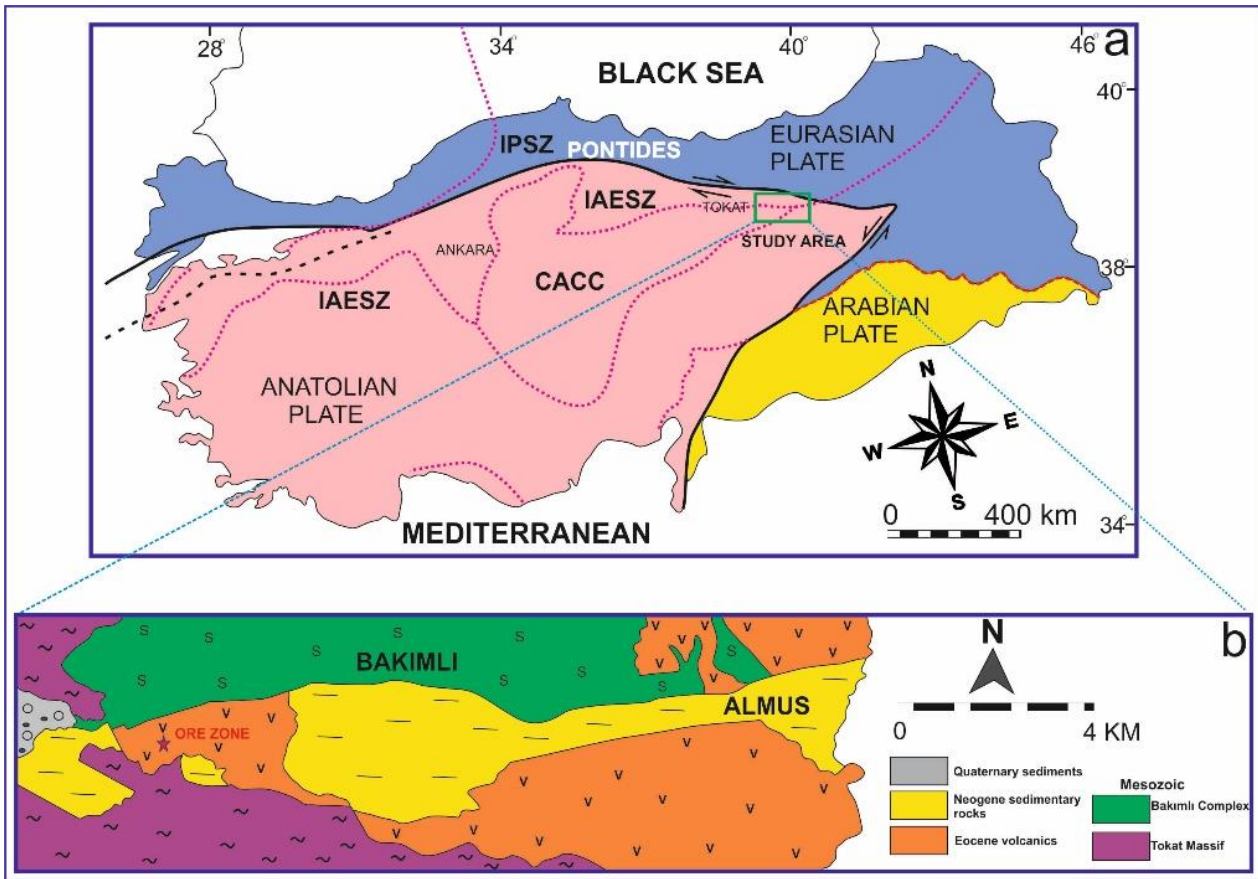 28°
34°
40°
46°
a
BLACK SEA
40°
EURASIAN
PLATE
IPSZ
PONTIDES
IAESZ
TOKAT
ANKARA
STUDY AREA
38°
CACC
IAESZ
ARABIAN
PLATE
ANATOLIAN
PLATE
N
E
W
S
0 400 km
34°
MEDITERRANEAN
b
N
BAKIMLI
ALMUS
ORE ZONE
0 4 KM
Quaternary sediments
Mesozoic
Neogene sedimentary
rocks
Bakımlı Complex
Eocene volcanics
Tokat Massif